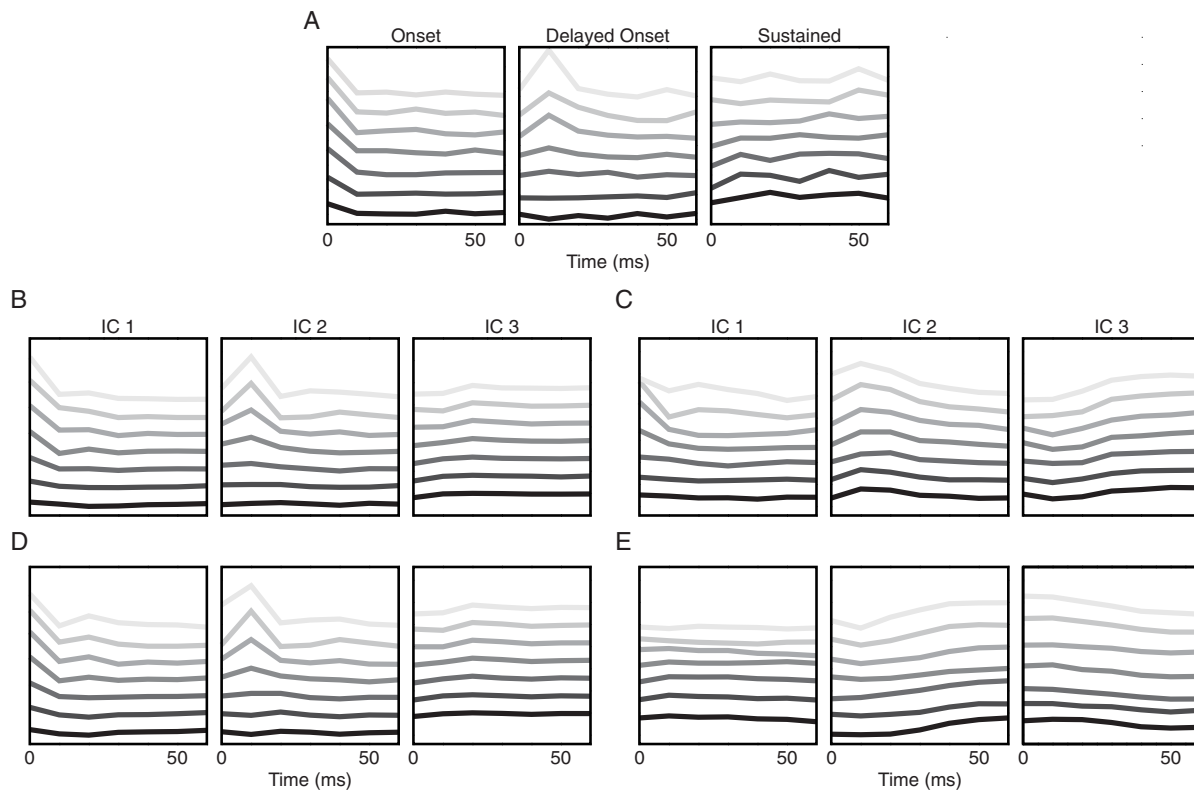 A
Onset Delayed Onset Sustained
0 50 0 50 0 50
Time (ms)
B C
IC 1 IC 2 IC 3 IC 1 IC 2 IC 3
D E
0 50 0 50 0 50 0 50 0 50 0 50
Time (ms) Time (ms)